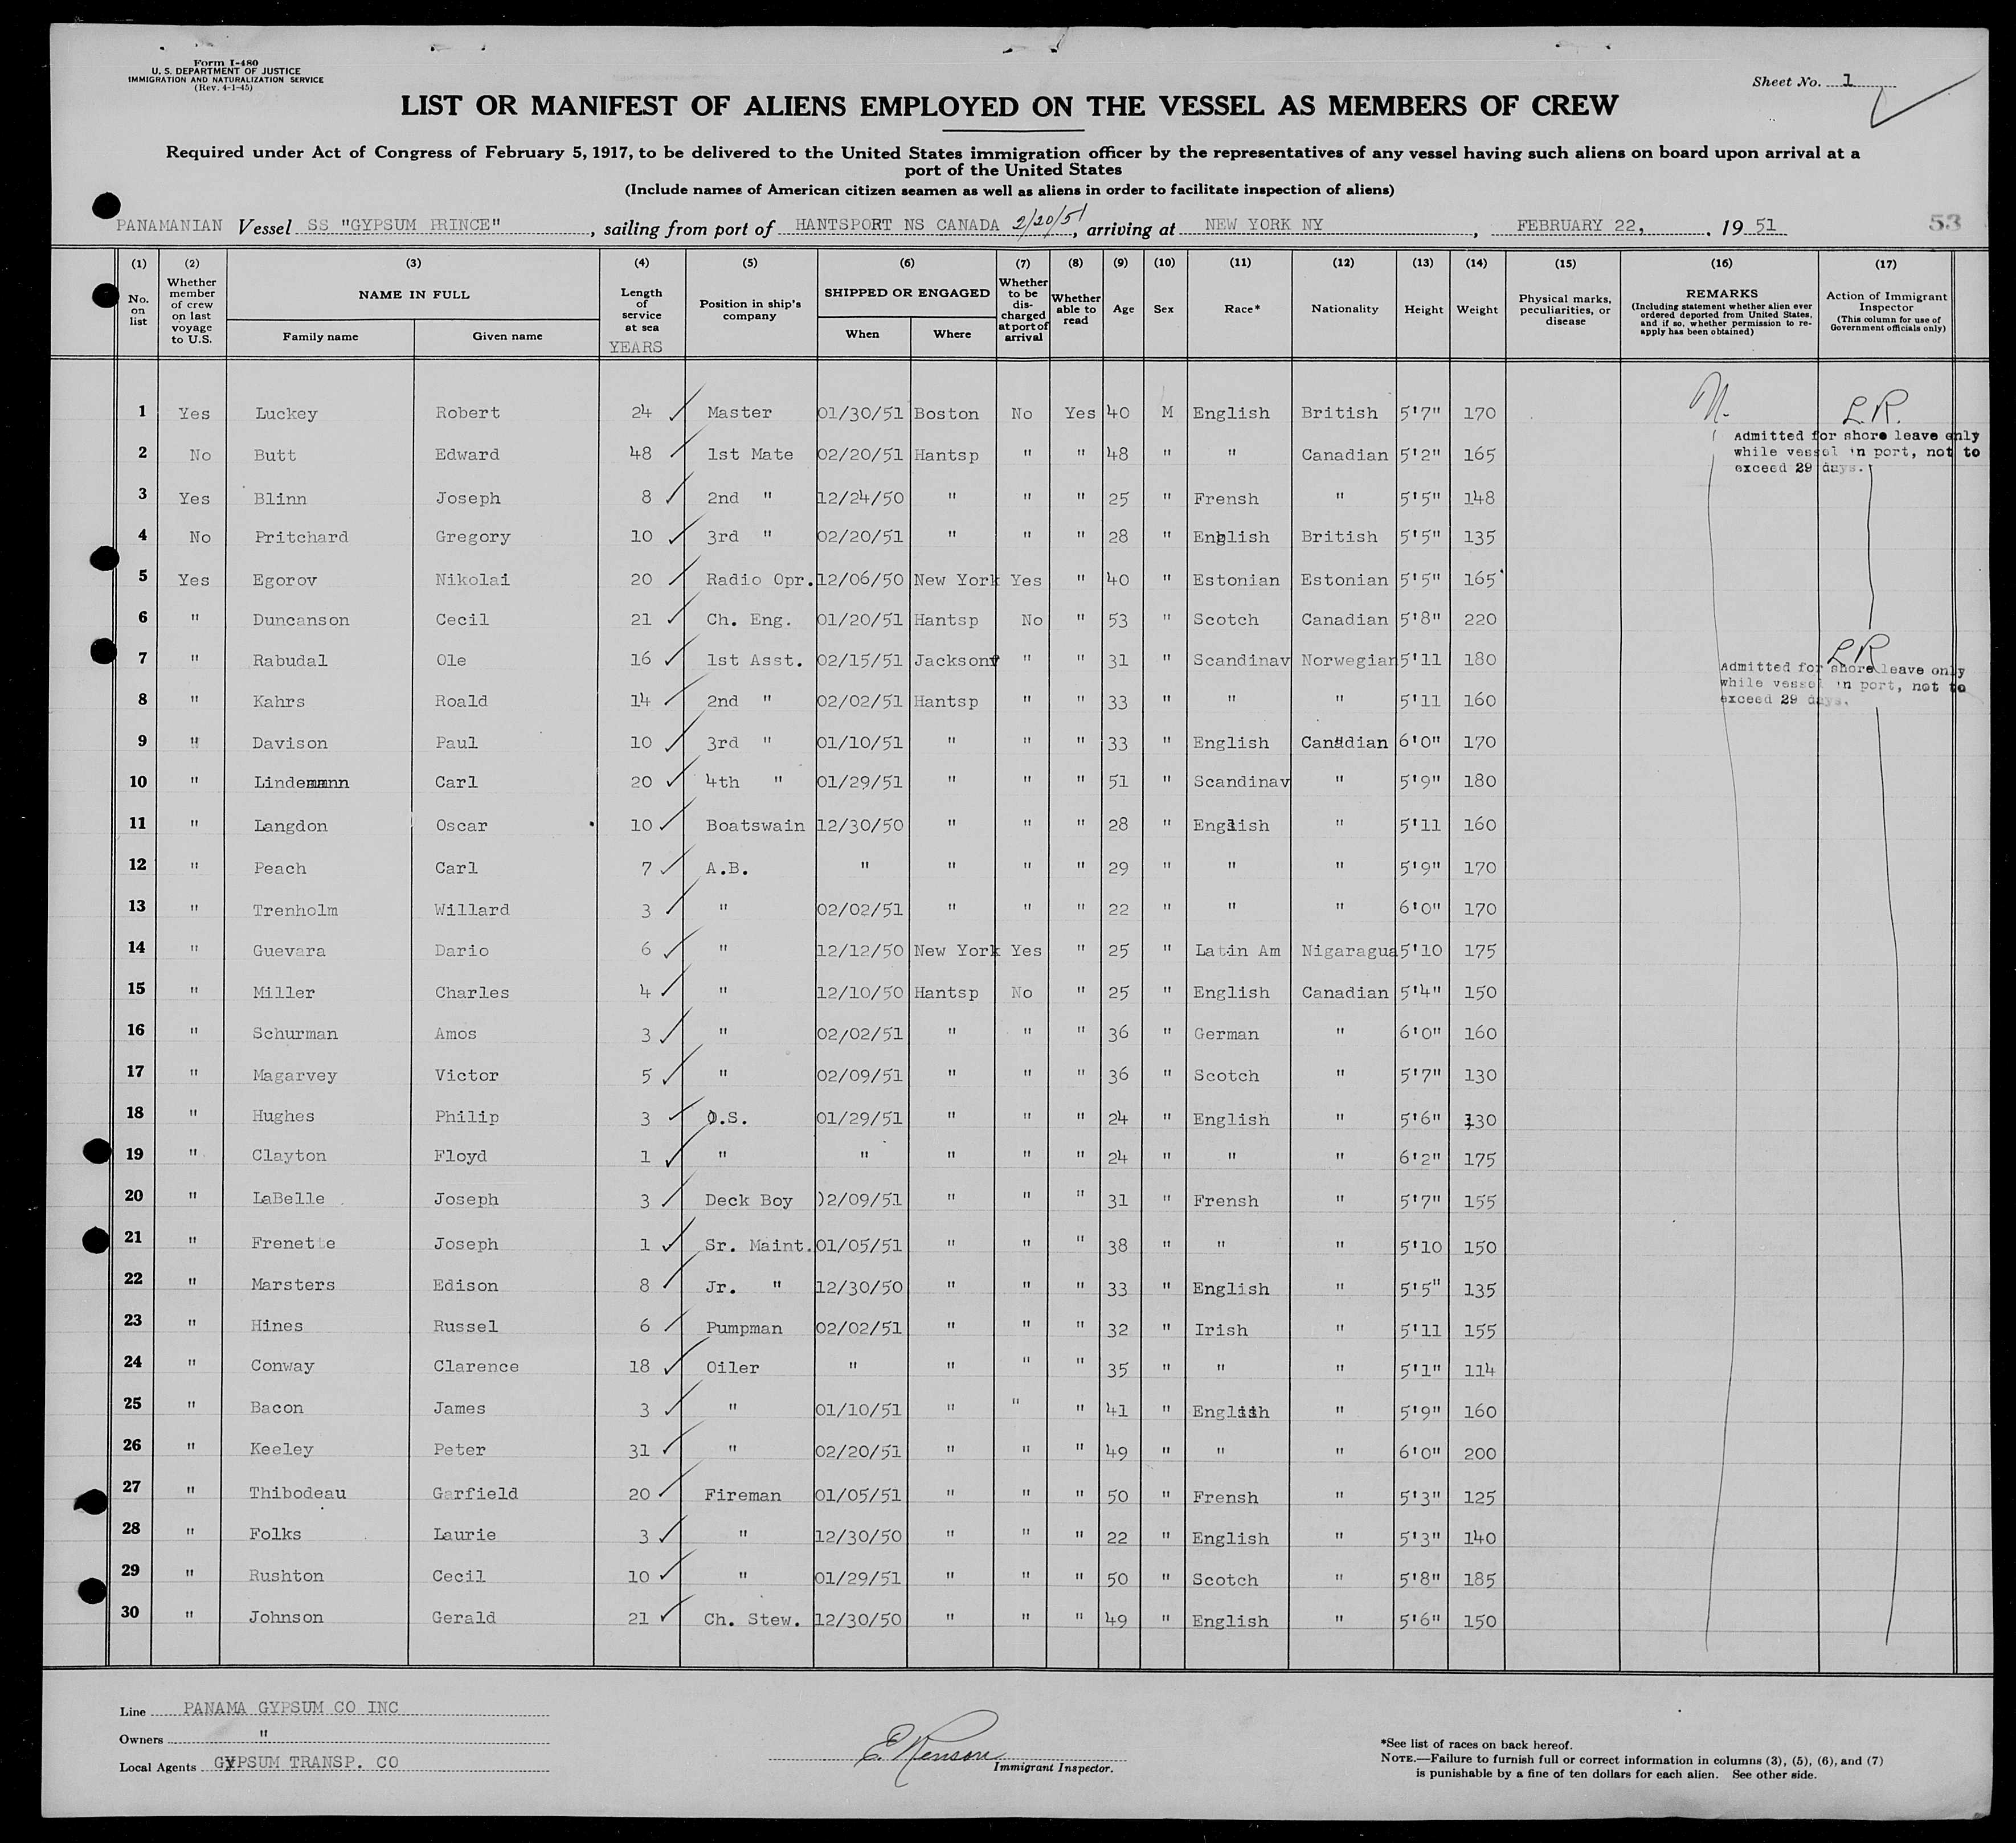 Form I-480
U. S. DEPARTMENT OF JUSTICE
IMMIGRATION AND NATURALIZATION SERVICE
(Rev. 4-1-45)
Sheet No. 1
LIST OR MANIFEST OF ALIENS EMPLOYED ON THE VESSEL AS MEMBERS OF CREW
Required under Act of Congress of February 5, 1917, to be delivered to the United States immigration officer by the representatives of any vessel having such aliens on board upon arrival at a
port of the United States
(Include names of American citizen seamen as well as aliens in order to facilitate inspection of aliens)
PANAMANIAN Vessel SS "GYPSUM PRINCE", sailing from port of HANTSPORT NS CANADA 2/20/51, arriving at NEW YORK NY, FEBRUARY 22, , 19 51 53
(1) (2) (3) (4) (5) (6) (7) (8) (9) (10) (11) (12) (13) (14) (15) (16) (17)
No. on list
Whether member of crew on last voyage to U.S.
NAME IN FULL
Family name
Given name
Length of service at sea
YEARS
Position in ship's company
SHIPPED OR ENGAGED
When
Where
Whether to be discharged at port of arrival
Whether able to read
Age
Sex
Race*
Nationality
Height
Weight
Physical marks, peculiarities, or disease
REMARKS
(Including statement whether alien ever ordered deported from United States, and if so, whether permission to re-apply has been obtained)
Action of Immigrant Inspector
(This column for use of Government officials only)
1 Yes Luckey Robert 24 Master 01/30/51 Boston No Yes 40 M English British 5'7" 170 L.R.
Admitted for shore leave only
while vessel in port, not to
exceed 29 days.
2 No Butt Edward 48 1st Mate 02/20/51 Hantsp " " 48 " " Canadian 5'2" 165
3 Yes Blinn Joseph 8 2nd " 12/24/50 " " " 25 " Frensh " 5'5" 148
4 No Pritchard Gregory 10 3rd " 02/20/51 " " " 28 " English British 5'5" 135
5 Yes Egorov Nikolai 20 Radio Opr. 12/06/50 New York Yes " 40 " Estonian Estonian 5'5" 165
6 " Duncanson Cecil 21 Ch. Eng. 01/20/51 Hantsp No " 53 " Scotch Canadian 5'8" 220
7 " Rabudal Ole 16 1st Asst. 02/15/51 Jacksonv " " 31 " Scandinav Norwegian 5'11 180 L R
Admitted for shore leave only
while vessel in port, not to
exceed 29 days.
8 " Kahrs Roald 14 2nd " 02/02/51 Hantsp " " 33 " " " 5'11 160
9 " Davison Paul 10 3rd " 01/10/51 " " " 33 " English Canadian 6'0" 170
10 " Lindemann Carl 20 4th " 01/29/51 " " " 51 " Scandinav " 5'9" 180
11 " Langdon Oscar 10 Boatswain 12/30/50 " " " 28 " English " 5'11 160
12 " Peach Carl 7 A.B. " " " " 29 " " " 5'9" 170
13 " Trenholm Willard 3 " 02/02/51 " " " 22 " " " 6'0" 170
14 " Guevara Dario 6 " 12/12/50 New York Yes " 25 " Latin Am Nigaragua 5'10 175
15 " Miller Charles 4 " 12/10/50 Hantsp No " 25 " English Canadian 5'4" 150
16 " Schurman Amos 3 " 02/02/51 " " " 36 " German " 6'0" 160
17 " Magarvey Victor 5 " 02/09/51 " " " 36 " Scotch " 5'7" 130
18 " Hughes Philip 3 O.S. 01/29/51 " " " 24 " English " 5'6" 130
19 " Clayton Floyd 1 " " " " " 24 " " " 6'2" 175
20 " LaBelle Joseph 3 Deck Boy )2/09/51 " " " 31 " Frensh " 5'7" 155
21 " Frenette Joseph 1 Sr. Maint. 01/05/51 " " " 38 " " " 5'10 150
22 " Marsters Edison 8 Jr. " 12/30/50 " " " 33 " English " 5'5" 135
23 " Hines Russel 6 Pumpman 02/02/51 " " " 32 " Irish " 5'11 155
24 " Conway Clarence 18 Oiler " " " " 35 " " " 5'1" 114
25 " Bacon James 3 " 01/10/51 " " " 41 " English " 5'9" 160
26 " Keeley Peter 31 " 02/20/51 " " " 49 " " " 6'0" 200
27 " Thibodeau Garfield 20 Fireman 01/05/51 " " " 50 " Frensh " 5'3" 125
28 " Folks Laurie 3 " 12/30/50 " " " 22 " English " 5'3" 140
29 " Rushton Cecil 10 " 01/29/51 " " " 50 " Scotch " 5'8" 185
30 " Johnson Gerald 21 Ch. Stew. 12/30/50 " " " 49 " English " 5'6" 150
Line PANAMA GYPSUM CO INC
Owners "
Local Agents GYPSUM TRANSP. CO
Immigrant Inspector.
*See list of races on back hereof.
NOTE.—Failure to furnish full or correct information in columns (3), (5), (6), and (7)
is punishable by a fine of ten dollars for each alien. See other side.